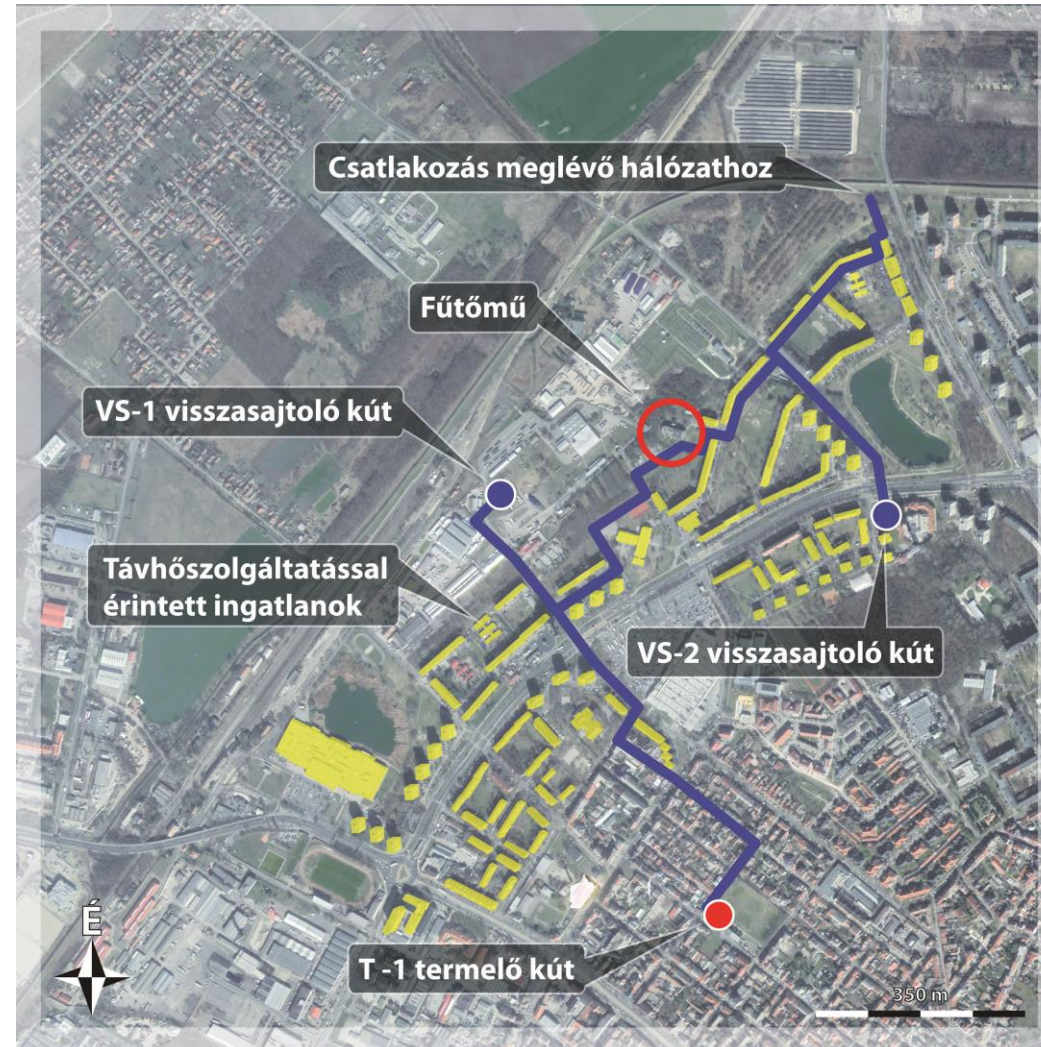 Csatlakozás meglévő hálózathoz
Fűtőmű
VS-1 visszasajtoló kút
Távhőszolgáltatással
érintett ingatlanok
VS-2 visszasajtoló kút
T -1 termelő kút
É
350 m